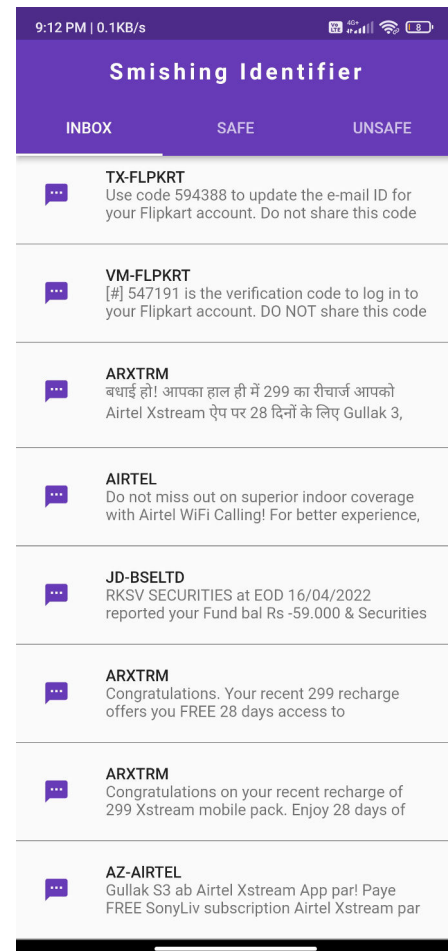 9:12 PM | 0.1KB/s
Vo LTE 4G+ 8
Smishing Identifier
INBOX SAFE UNSAFE
TX-FLPKRT
Use code 594388 to update the e-mail ID for
your Flipkart account. Do not share this code
VM-FLPKRT
[#] 547191 is the verification code to log in to
your Flipkart account. DO NOT share this code
ARXTRM
बधाई हो! आपका हाल ही में 299 का रीचार्ज आपको
Airtel Xstream ऐप पर 28 दिनों के लिए Gullak 3,
AIRTEL
Do not miss out on superior indoor coverage
with Airtel WiFi Calling! For better experience,
JD-BSELTD
RKSV SECURITIES at EOD 16/04/2022
reported your Fund bal Rs -59.000 & Securities
ARXTRM
Congratulations. Your recent 299 recharge
offers you FREE 28 days access to
ARXTRM
Congratulations on your recent recharge of
299 Xstream mobile pack. Enjoy 28 days of
AZ-AIRTEL
Gullak S3 ab Airtel Xstream App par! Paye
FREE SonyLiv subscription Airtel Xstream par